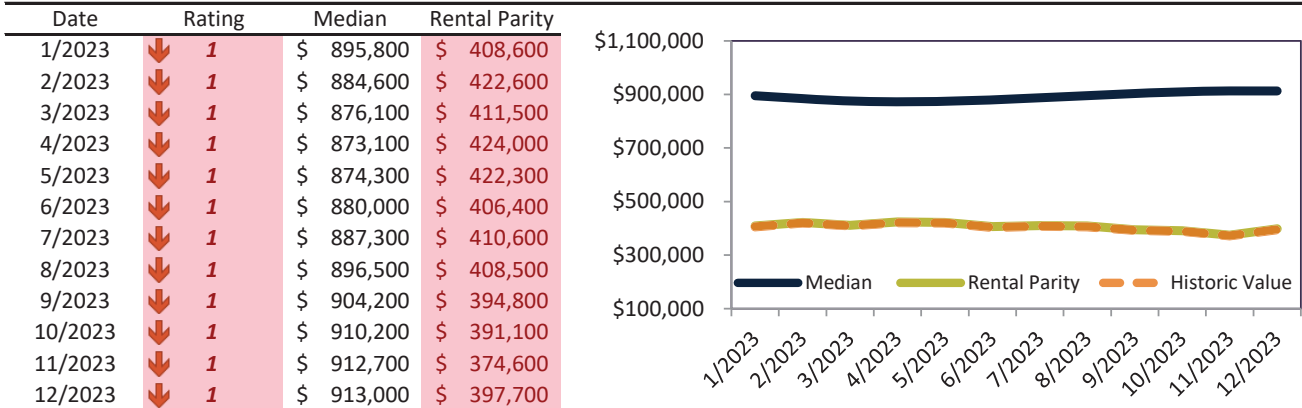 Date Rating Median Rental Parity
1/2023 1 $ 895,800 $ 408,600
2/2023 1 $ 884,600 $ 422,600
3/2023 1 $ 876,100 $ 411,500
4/2023 1 $ 873,100 $ 424,000
5/2023 1 $ 874,300 $ 422,300
6/2023 1 $ 880,000 $ 406,400
7/2023 1 $ 887,300 $ 410,600
8/2023 1 $ 896,500 $ 408,500
9/2023 1 $ 904,200 $ 394,800
10/2023 1 $ 910,200 $ 391,100
11/2023 1 $ 912,700 $ 374,600
12/2023 1 $ 913,000 $ 397,700
$1,100,000
$900,000
$700,000
$500,000
$300,000
$100,000
Median Rental Parity Historic Value
1/2023 2/2023 3/2023 4/2023 5/2023 6/2023 7/2023 8/2023 9/2023 10/2023 11/2023 12/2023